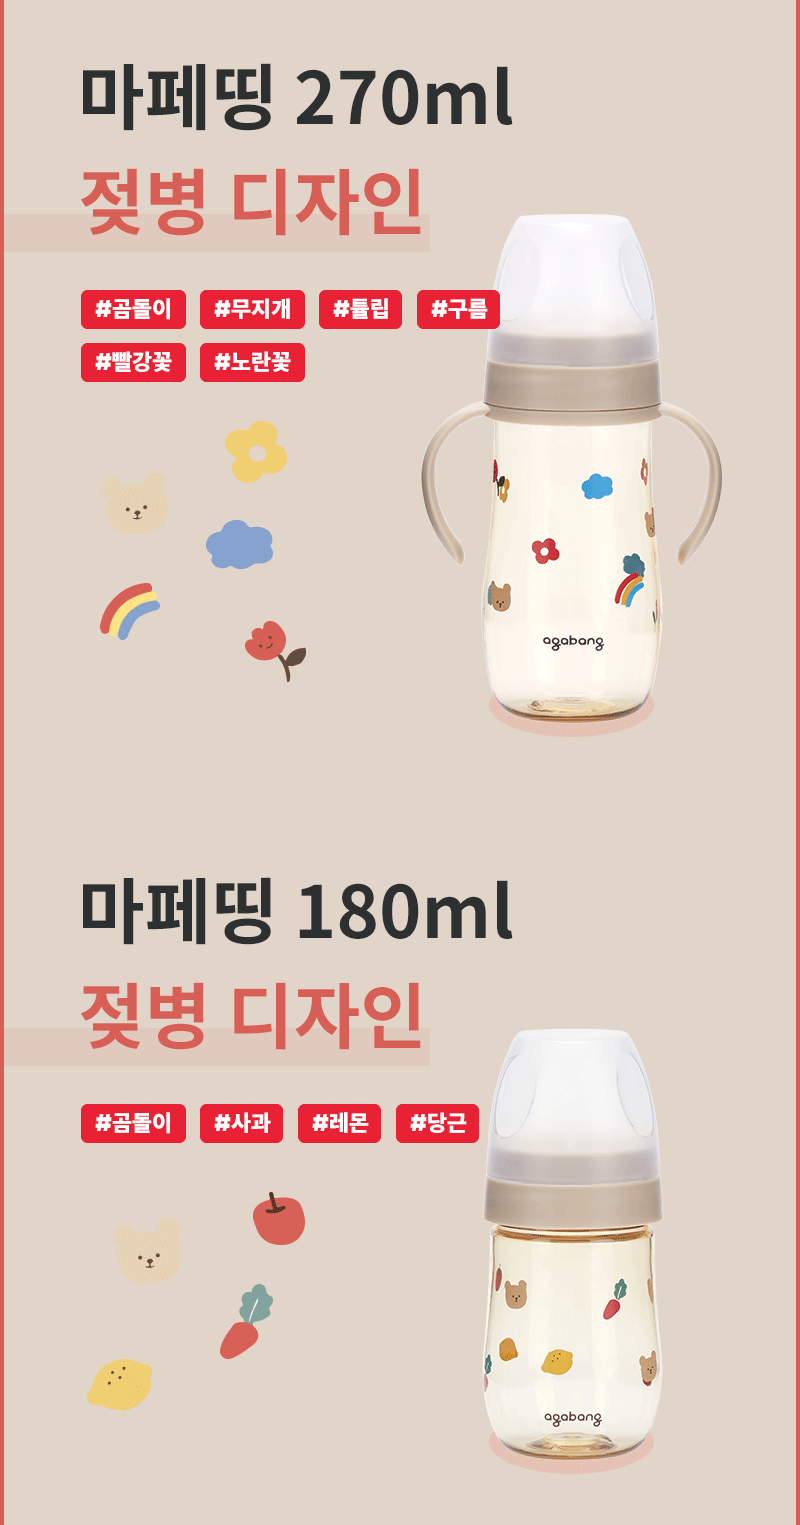 마페띵 270ml
젖병 디자인
#곰돌이 #무지개 #튤립 #구름
#빨강꽃 #노란꽃
agabang
마페띵 180ml
젖병 디자인
#곰돌이 #사과 #레몬 #당근
agabang